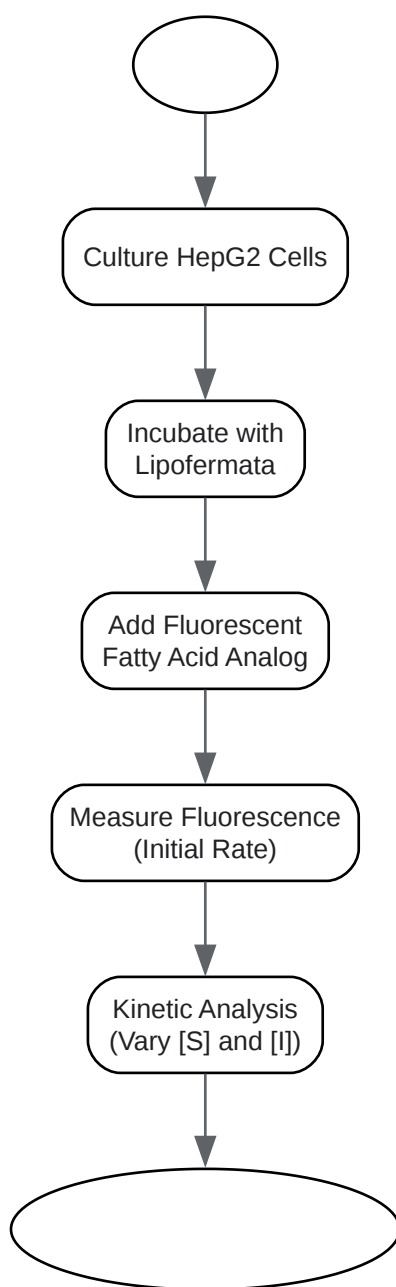 Culture HepG2 Cells
Incubate with
Lipofermata
Add Fluorescent
Fatty Acid Analog
Measure Fluorescence
(Initial Rate)
Kinetic Analysis
(Vary [S] and [I])